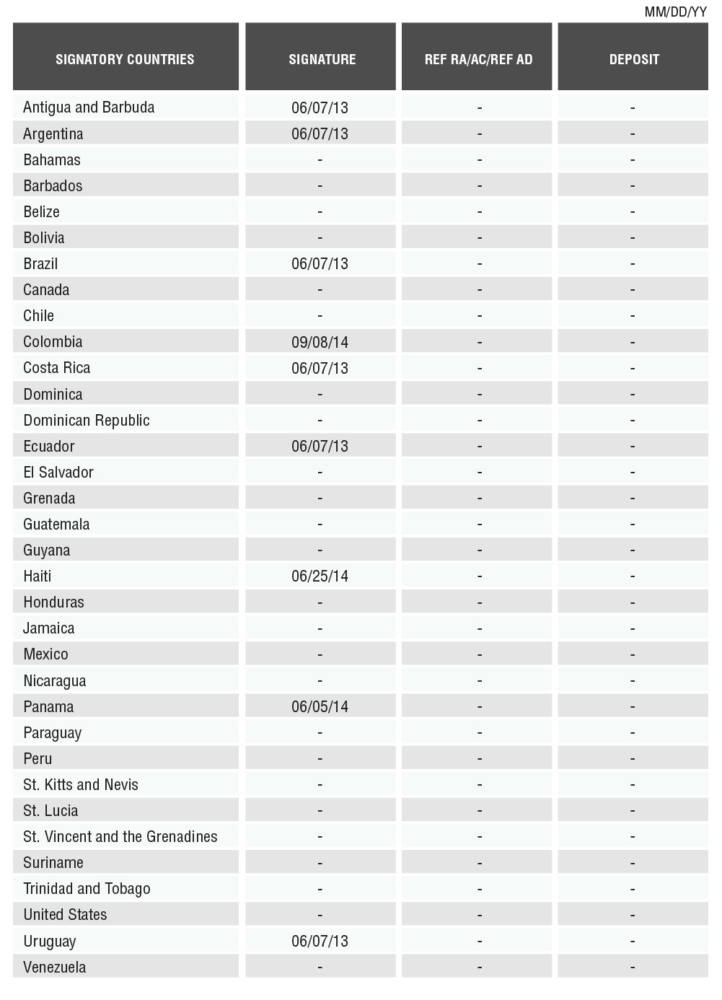 MM/DD/YY
SIGNATORY COUNTRIES SIGNATURE REF RA/AC/REF AD DEPOSIT
Antigua and Barbuda 06/07/13 - -
Argentina 06/07/13 - -
Bahamas - - -
Barbados - - -
Belize - - -
Bolivia - - -
Brazil 06/07/13 - -
Canada - - -
Chile - - -
Colombia 09/08/14 - -
Costa Rica 06/07/13 - -
Dominica - - -
Dominican Republic - - -
Ecuador 06/07/13 - -
El Salvador - - -
Grenada - - -
Guatemala - - -
Guyana - - -
Haiti 06/25/14 - -
Honduras - - -
Jamaica - - -
Mexico - - -
Nicaragua - - -
Panama 06/05/14 - -
Paraguay - - -
Peru - - -
St. Kitts and Nevis - - -
St. Lucia - - -
St. Vincent and the Grenadines - - -
Suriname - - -
Trinidad and Tobago - - -
United States - - -
Uruguay 06/07/13 - -
Venezuela - - -